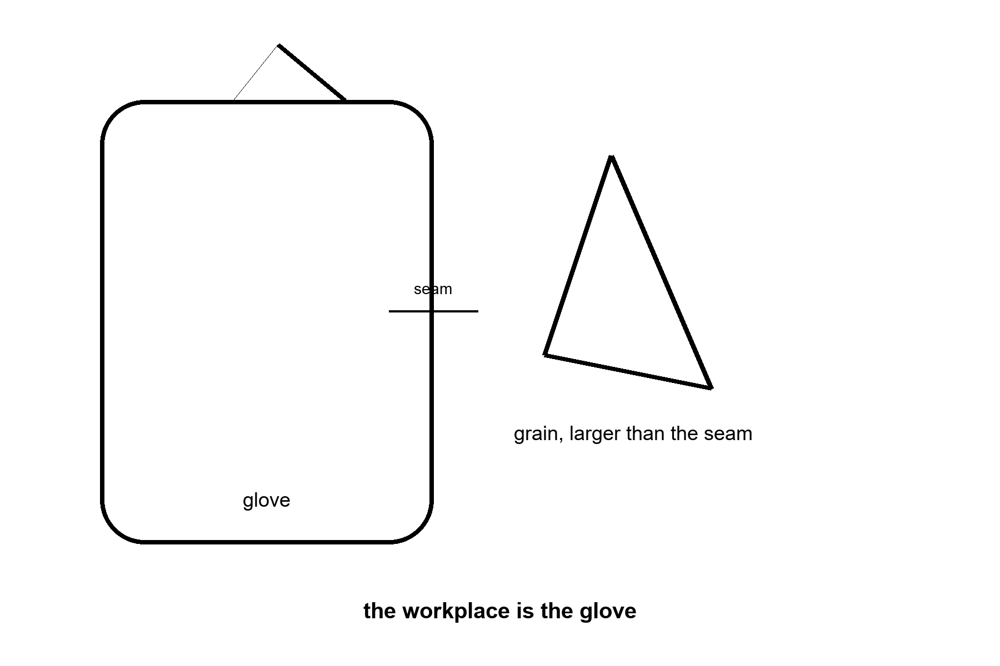 seam
grain, larger than the seam
glove
the workplace is the glove